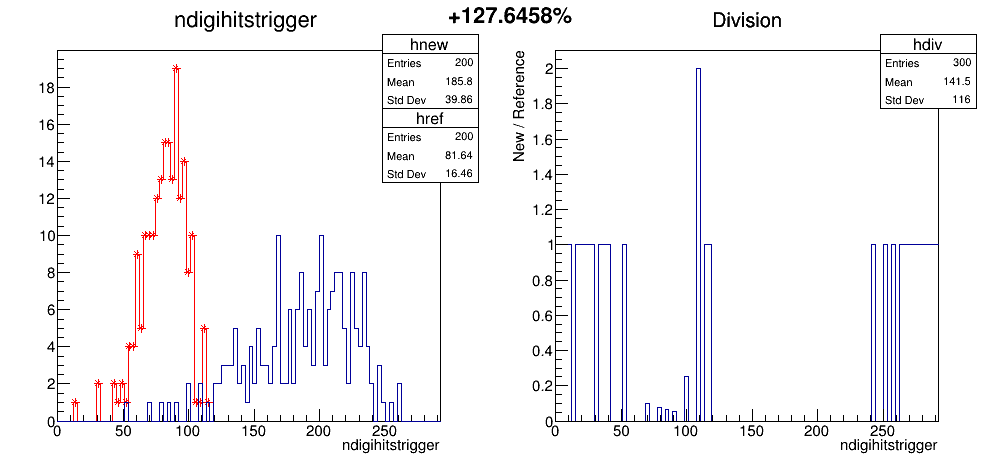 +127.6458%
ndigihitstrigger
hnew
Entries 200
Mean 185.8
Std Dev 39.86
href
Entries 200
Mean 81.64
Std Dev 16.46
18
16
14
12
10
8
6
4
2
0
0 50 100 150 200 250
ndigihitstrigger
Division
hdiv
Entries 300
Mean 141.5
Std Dev 116
New / Reference
2
1.8
1.6
1.4
1.2
1
0.8
0.6
0.4
0.2
0
0 50 100 150 200 250
ndigihitstrigger